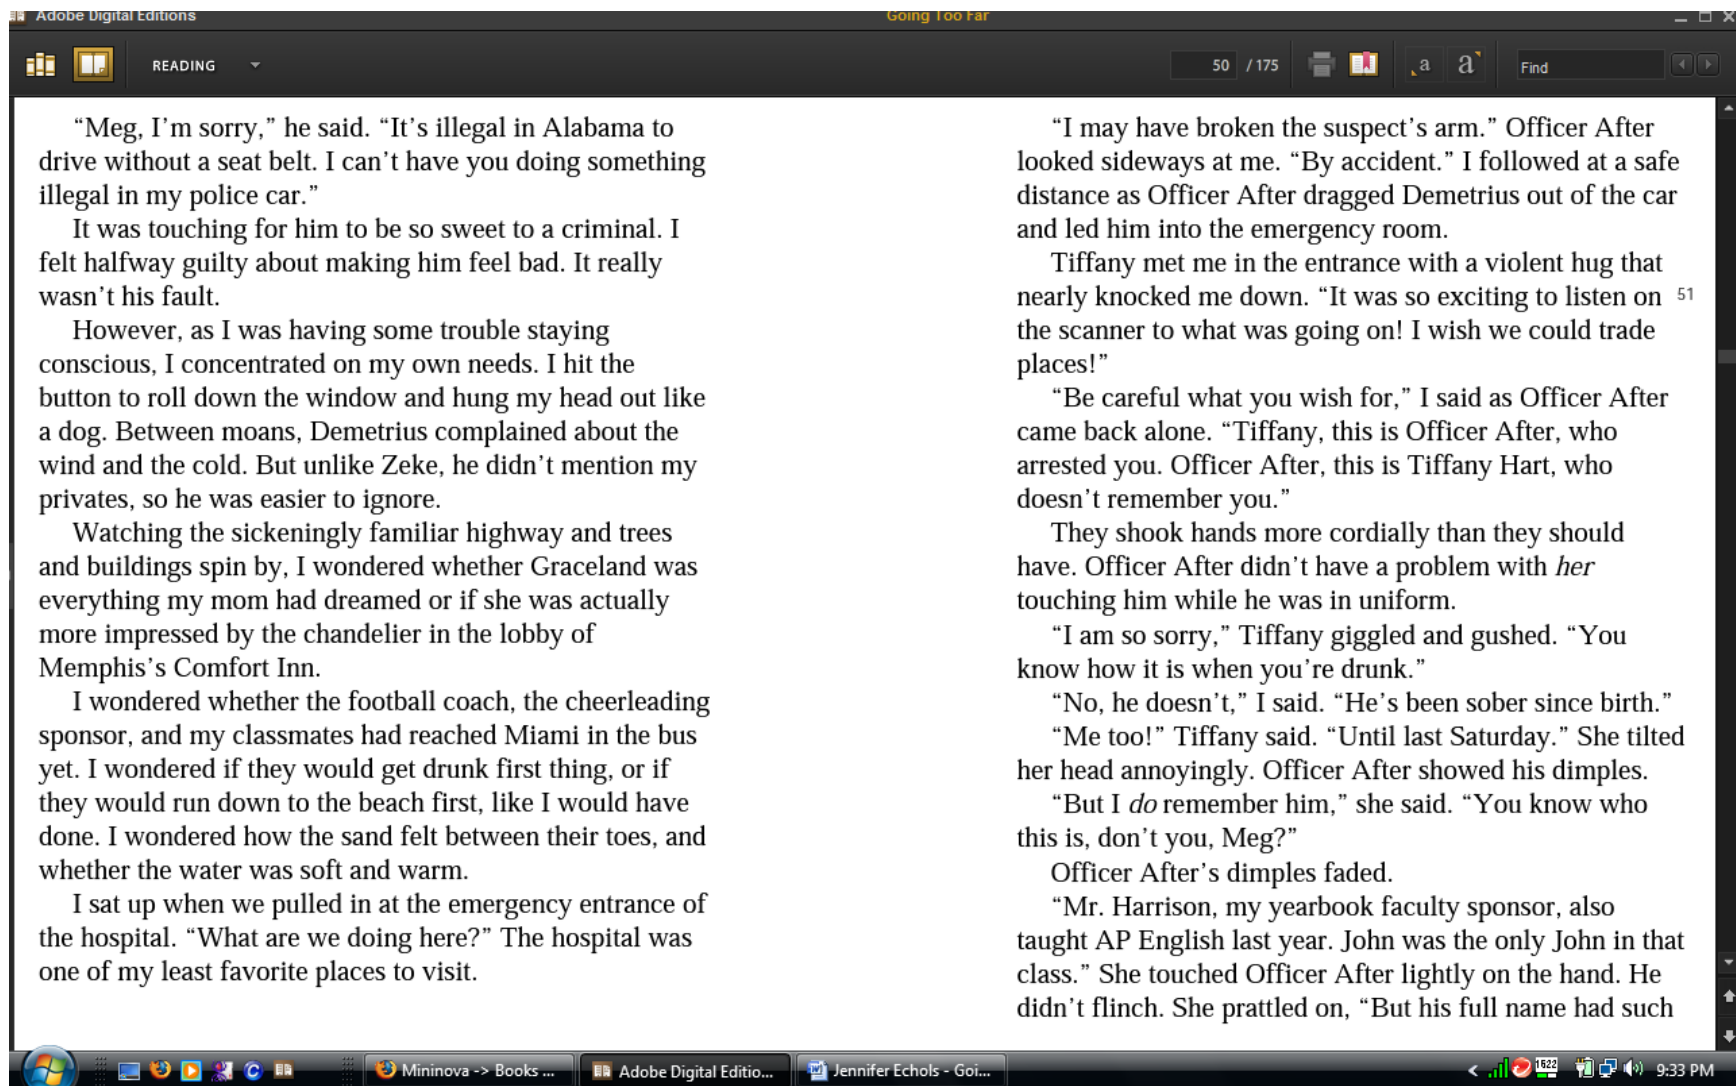 Adobe Digital Editions
Going Too Far
READING
50 / 175
a
a
Find
“Meg, I’m sorry,” he said. “It’s illegal in Alabama to
drive without a seat belt. I can’t have you doing something
illegal in my police car.”
It was touching for him to be so sweet to a criminal. I
felt halfway guilty about making him feel bad. It really
wasn’t his fault.
However, as I was having some trouble staying
conscious, I concentrated on my own needs. I hit the
button to roll down the window and hung my head out like
a dog. Between moans, Demetrius complained about the
wind and the cold. But unlike Zeke, he didn’t mention my
privates, so he was easier to ignore.
Watching the sickeningly familiar highway and trees
and buildings spin by, I wondered whether Graceland was
everything my mom had dreamed or if she was actually
more impressed by the chandelier in the lobby of
Memphis’s Comfort Inn.
I wondered whether the football coach, the cheerleading
sponsor, and my classmates had reached Miami in the bus
yet. I wondered if they would get drunk first thing, or if
they would run down to the beach first, like I would have
done. I wondered how the sand felt between their toes, and
whether the water was soft and warm.
I sat up when we pulled in at the emergency entrance of
the hospital. “What are we doing here?” The hospital was
one of my least favorite places to visit.
“I may have broken the suspect’s arm.” Officer After
looked sideways at me. “By accident.” I followed at a safe
distance as Officer After dragged Demetrius out of the car
and led him into the emergency room.
Tiffany met me in the entrance with a violent hug that
nearly knocked me down. “It was so exciting to listen on 51
the scanner to what was going on! I wish we could trade
places!”
“Be careful what you wish for,” I said as Officer After
came back alone. “Tiffany, this is Officer After, who
arrested you. Officer After, this is Tiffany Hart, who
doesn’t remember you.”
They shook hands more cordially than they should
have. Officer After didn’t have a problem with her
touching him while he was in uniform.
“I am so sorry,” Tiffany giggled and gushed. “You
know how it is when you’re drunk.”
“No, he doesn’t,” I said. “He’s been sober since birth.”
“Me too!” Tiffany said. “Until last Saturday.” She tilted
her head annoyingly. Officer After showed his dimples.
“But I do remember him,” she said. “You know who
this is, don’t you, Meg?”
Officer After’s dimples faded.
“Mr. Harrison, my yearbook faculty sponsor, also
taught AP English last year. John was the only John in that
class.” She touched Officer After lightly on the hand. He
didn’t flinch. She prattled on, “But his full name had such
Mininova -> Books ...
Adobe Digital Editio...
Jennifer Echols - Goi...
1622
9:33 PM